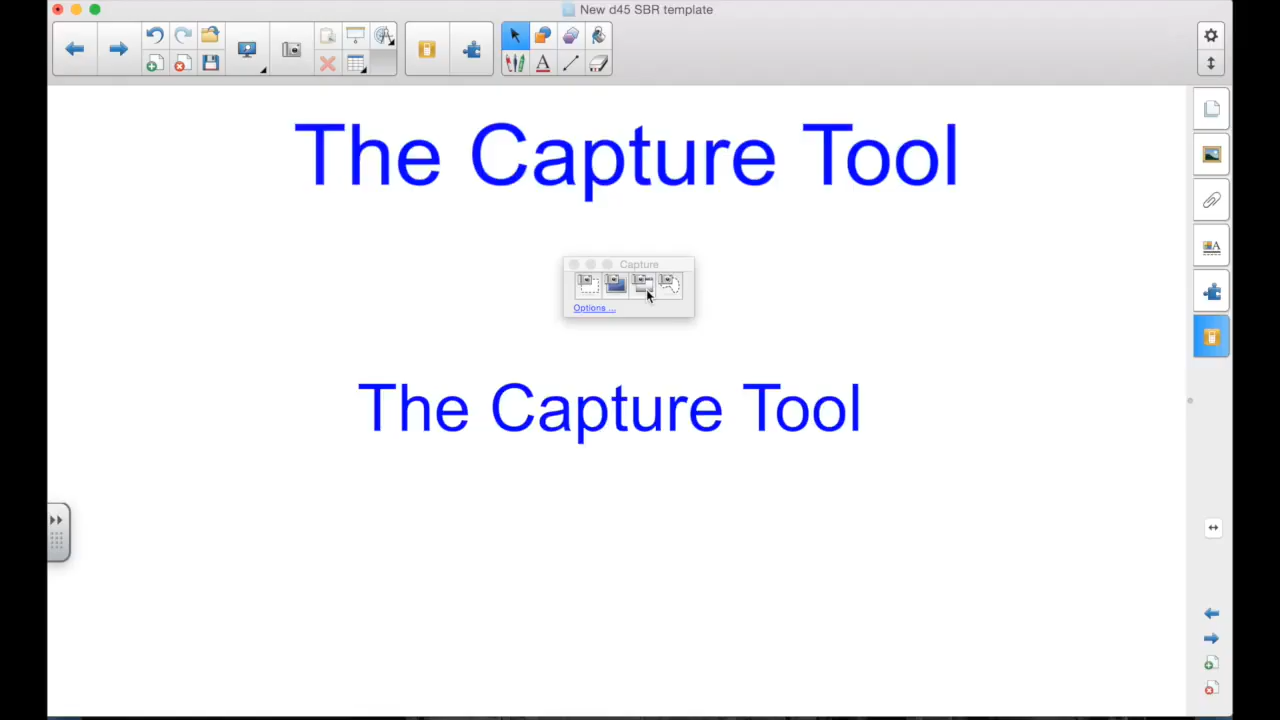 New d45 SBR template
The Capture Tool
Capture
Options ...
The Capture Tool